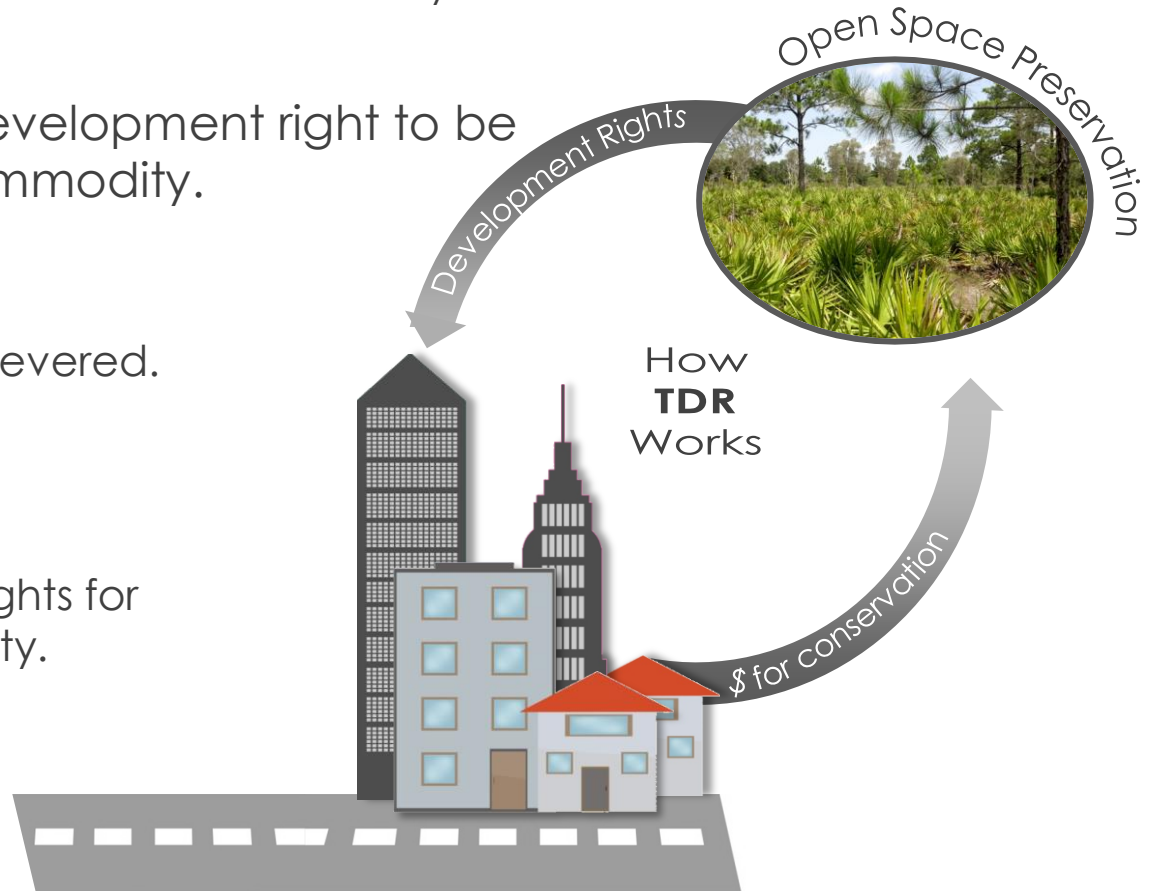 evelopment right to be
mmodity.
evered.
ghts for
ty.
Open Space Preservation
Development Rights
How
TDR
Works
$ for conservation